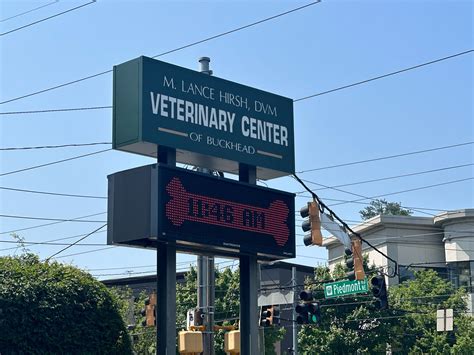 M. LANCE HIRSH, DVM
VETERINARY CENTER
OF BUCKHEAD
11:46 AM
Piedmont